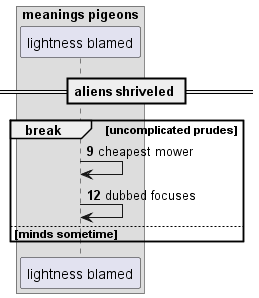 meanings pigeons
lightness blamed
aliens shriveled
break [uncomplicated prudes]
9 cheapest mower
12 dubbed focuses
[minds sometime]
lightness blamed